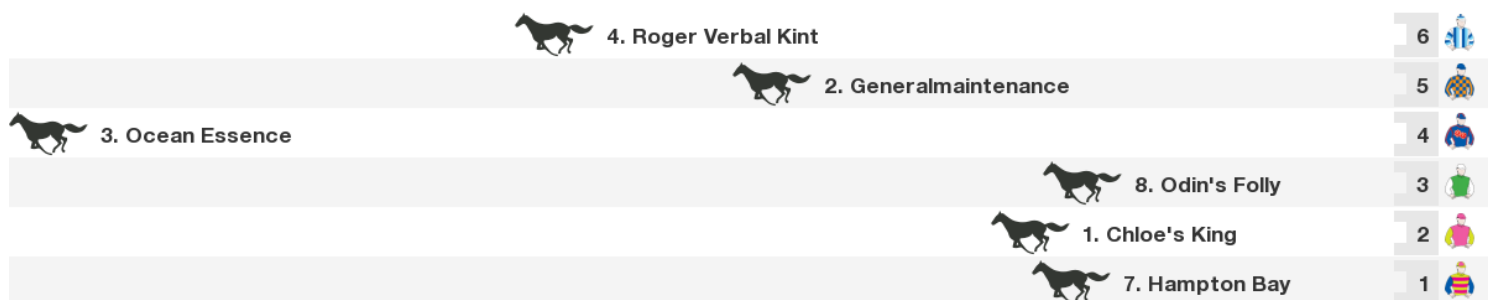 4. Roger Verbal Kint 6
2. Generalmaintenance 5
3. Ocean Essence 4
8. Odin's Folly 3
1. Chloe's King 2
7. Hampton Bay 1